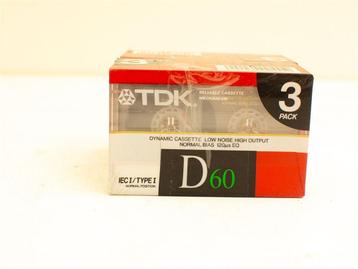 TDK
RELIABLE CASSETTE
MECHANISM
3
PACK
DYNAMIC CASSETTE LOW NOISE HIGH OUTPUT
NORMAL BIAS 120μs EQ
IEC I / TYPE I
NORMAL POSITION
D60